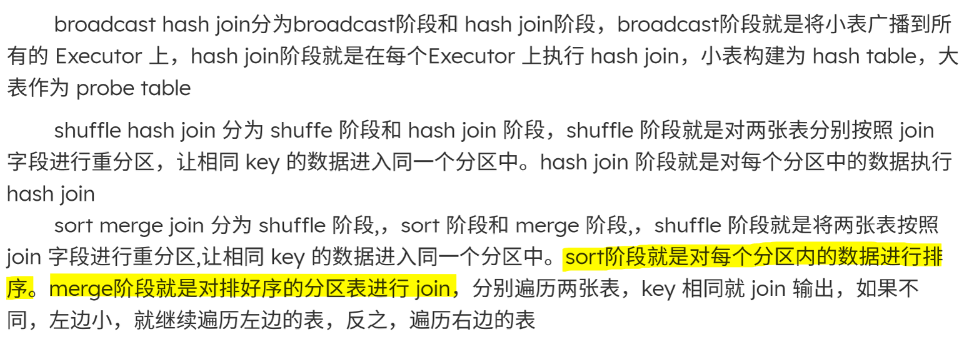 broadcast hash join分为broadcast阶段和 hash join阶段，broadcast阶段就是将小表广播到所
有的 Executor 上，hash join阶段就是在每个Executor 上执行 hash join，小表构建为 hash table，大
表作为 probe table
shuffle hash join 分为 shuffe 阶段和 hash join 阶段，shuffle 阶段就是对两张表分别按照 join
字段进行重分区，让相同 key 的数据进入同一个分区中。hash join 阶段就是对每个分区中的数据执行
hash join
sort merge join 分为 shuffle 阶段,，sort 阶段和 merge 阶段,，shuffle 阶段就是将两张表按照
join 字段进行重分区,让相同 key 的数据进入同一个分区中。sort阶段就是对每个分区内的数据进行排
序。merge阶段就是对排好序的分区表进行 join，分别遍历两张表，key 相同就 join 输出，如果不
同，左边小，就继续遍历左边的表，反之，遍历右边的表